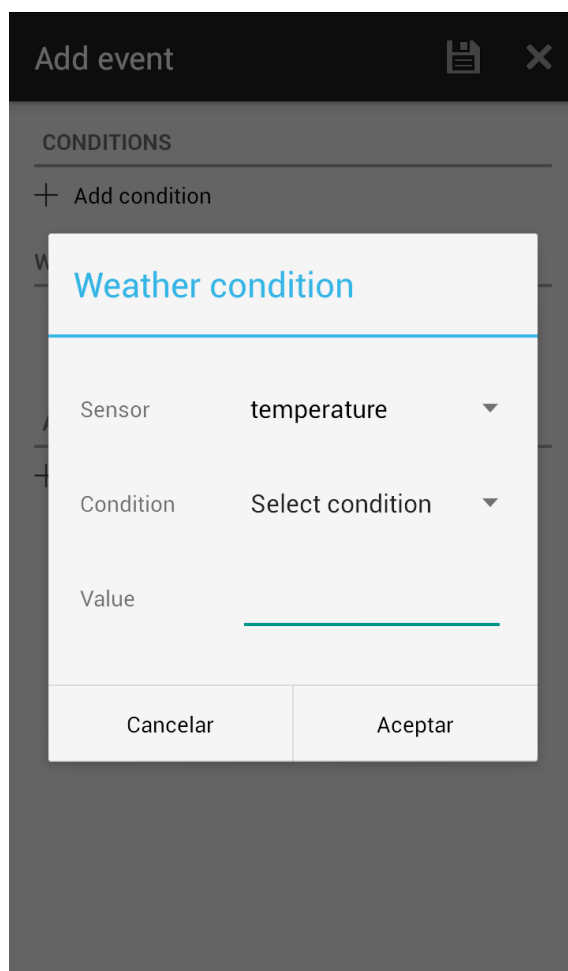 Add event
CONDITIONS
+ Add condition
W
Weather condition
Sensor temperature
Condition Select condition
Value
Cancelar Aceptar